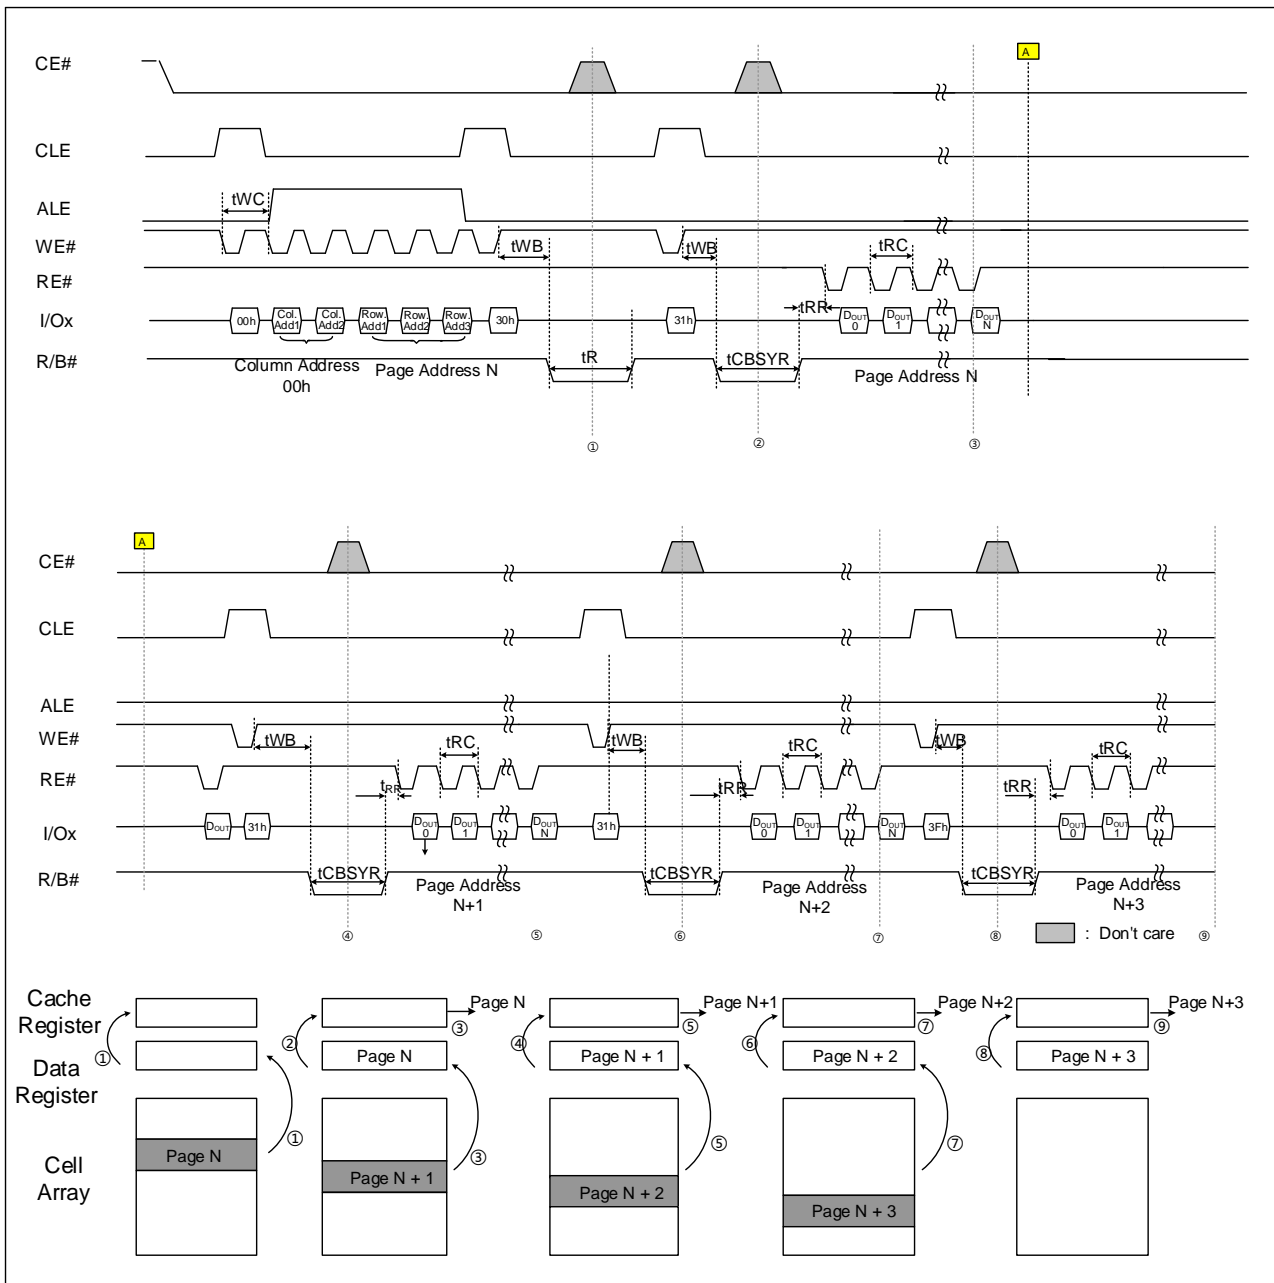 A
CE#
CLE
ALE
tWC
WE#
tWB
tWB
tRC
RE#
tRR
I/Ox
00h
Col. Add1
Col. Add2
Row. Add1
Row. Add2
Row. Add3
30h
31h
DOUT 0
DOUT 1
DOUT N
R/B#
Column Address 00h
Page Address N
tR
tCBSYR
Page Address N
①
②
③
A
CE#
CLE
ALE
WE#
tWB
tRC
tWB
tRC
tWB
tRC
RE#
tRR
tRR
tRR
I/Ox
DOUT
31h
DOUT 0
DOUT 1
DOUT N
31h
DOUT 0
DOUT 1
DOUT N
3Fh
DOUT 0
DOUT 1
R/B#
tCBSYR
Page Address
N+1
tCBSYR
Page Address
N+2
tCBSYR
Page Address
N+3
④
⑤
⑥
⑦
⑧
⑨
: Don't care
Cache
Register
Page N
Page N+1
Page N+2
Page N+3
③
⑤
⑦
⑨
①
②
④
⑥
⑧
Data
Register
Page N
Page N + 1
Page N + 2
Page N + 3
①
③
⑤
⑦
Cell
Array
Page N
Page N + 1
Page N + 2
Page N + 3